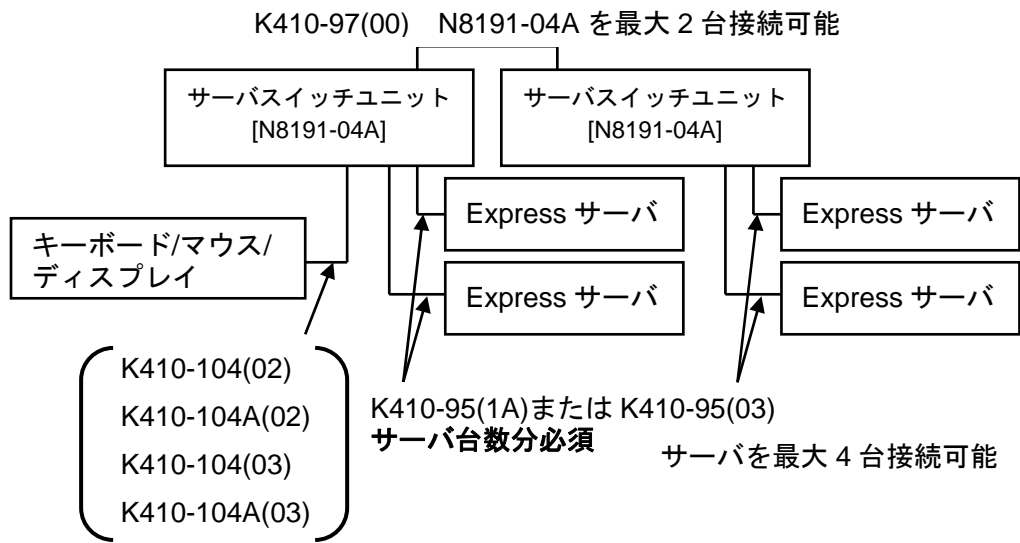 K410-97(00) N8191-04A を最大 2 台接続可能
サーバスイッチユニット
[N8191-04A]
サーバスイッチユニット
[N8191-04A]
Express サーバ
Express サーバ
キーボード/マウス/
ディスプレイ
Express サーバ
Express サーバ
K410-104(02)
K410-104A(02)
K410-104(03)
K410-104A(03)
K410-95(1A)または K410-95(03)
サーバ台数分必須
サーバを最大 4 台接続可能